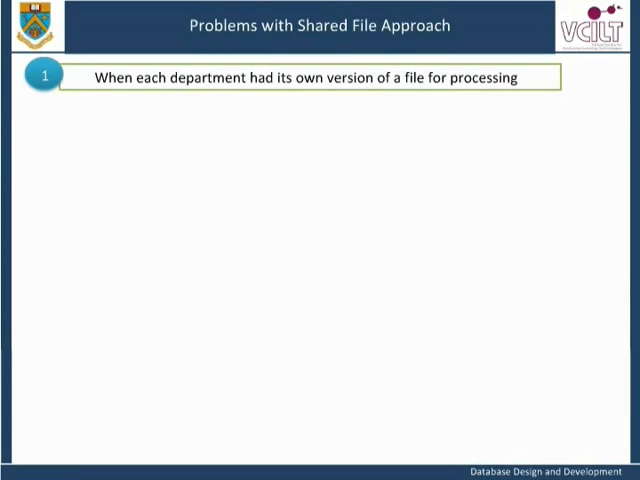 Problems with Shared File Approach
VCILT
1
When each department had its own version of a file for processing
Database Design and Development